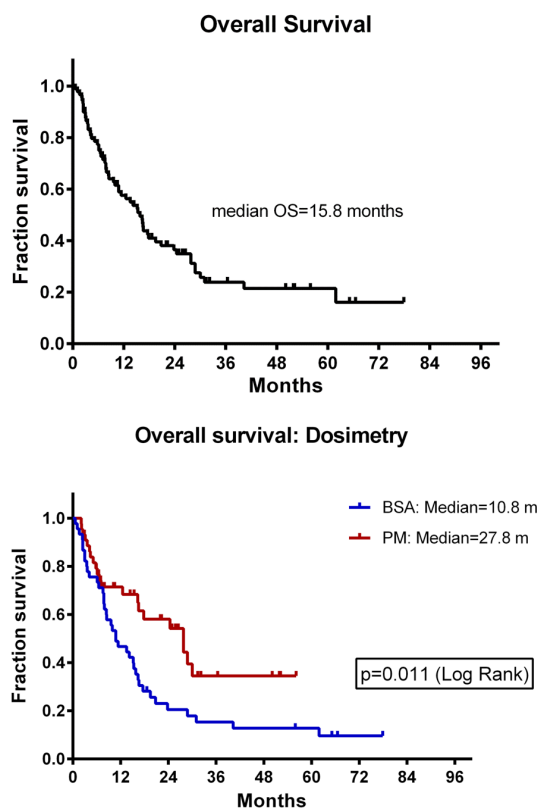 Overall Survival
Fraction survival
1.0
0.8
0.6
0.4
0.2
0.0
median OS=15.8 months
0 12 24 36 48 60 72 84 96
Months
Overall survival: Dosimetry
Fraction survival
1.0
0.8
0.6
0.4
0.2
0.0
BSA: Median=10.8 m
PM: Median=27.8 m
p=0.011 (Log Rank)
0 12 24 36 48 60 72 84 96
Months